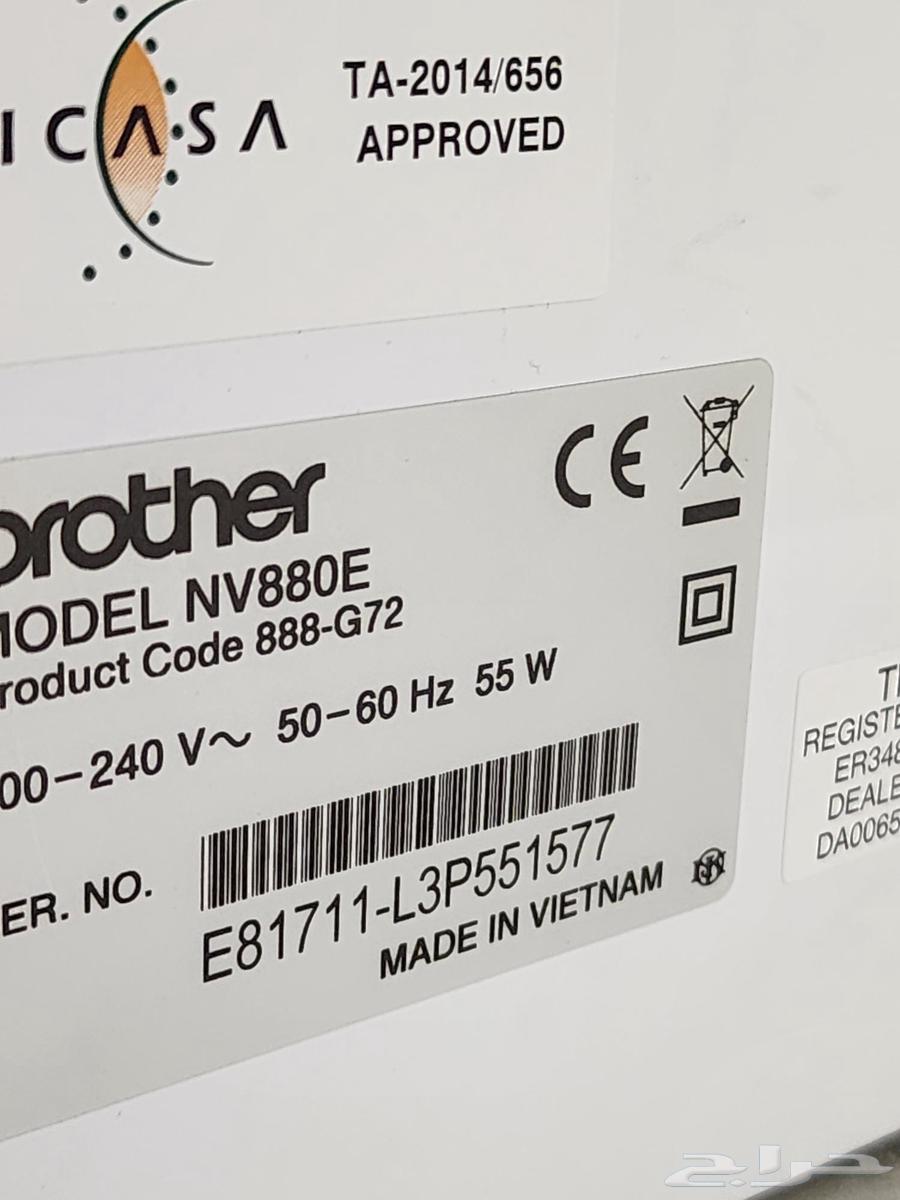 ICASA
TA-2014/656
APPROVED
brother
CE
MODEL NV880E
Product Code 888-G72
00-240 V~ 50-60 Hz 55 W
ER. NO.
E81711-L3P551577
MADE IN VIETNAM
REGISTE
ER348
DEALE
DA0065
حراج